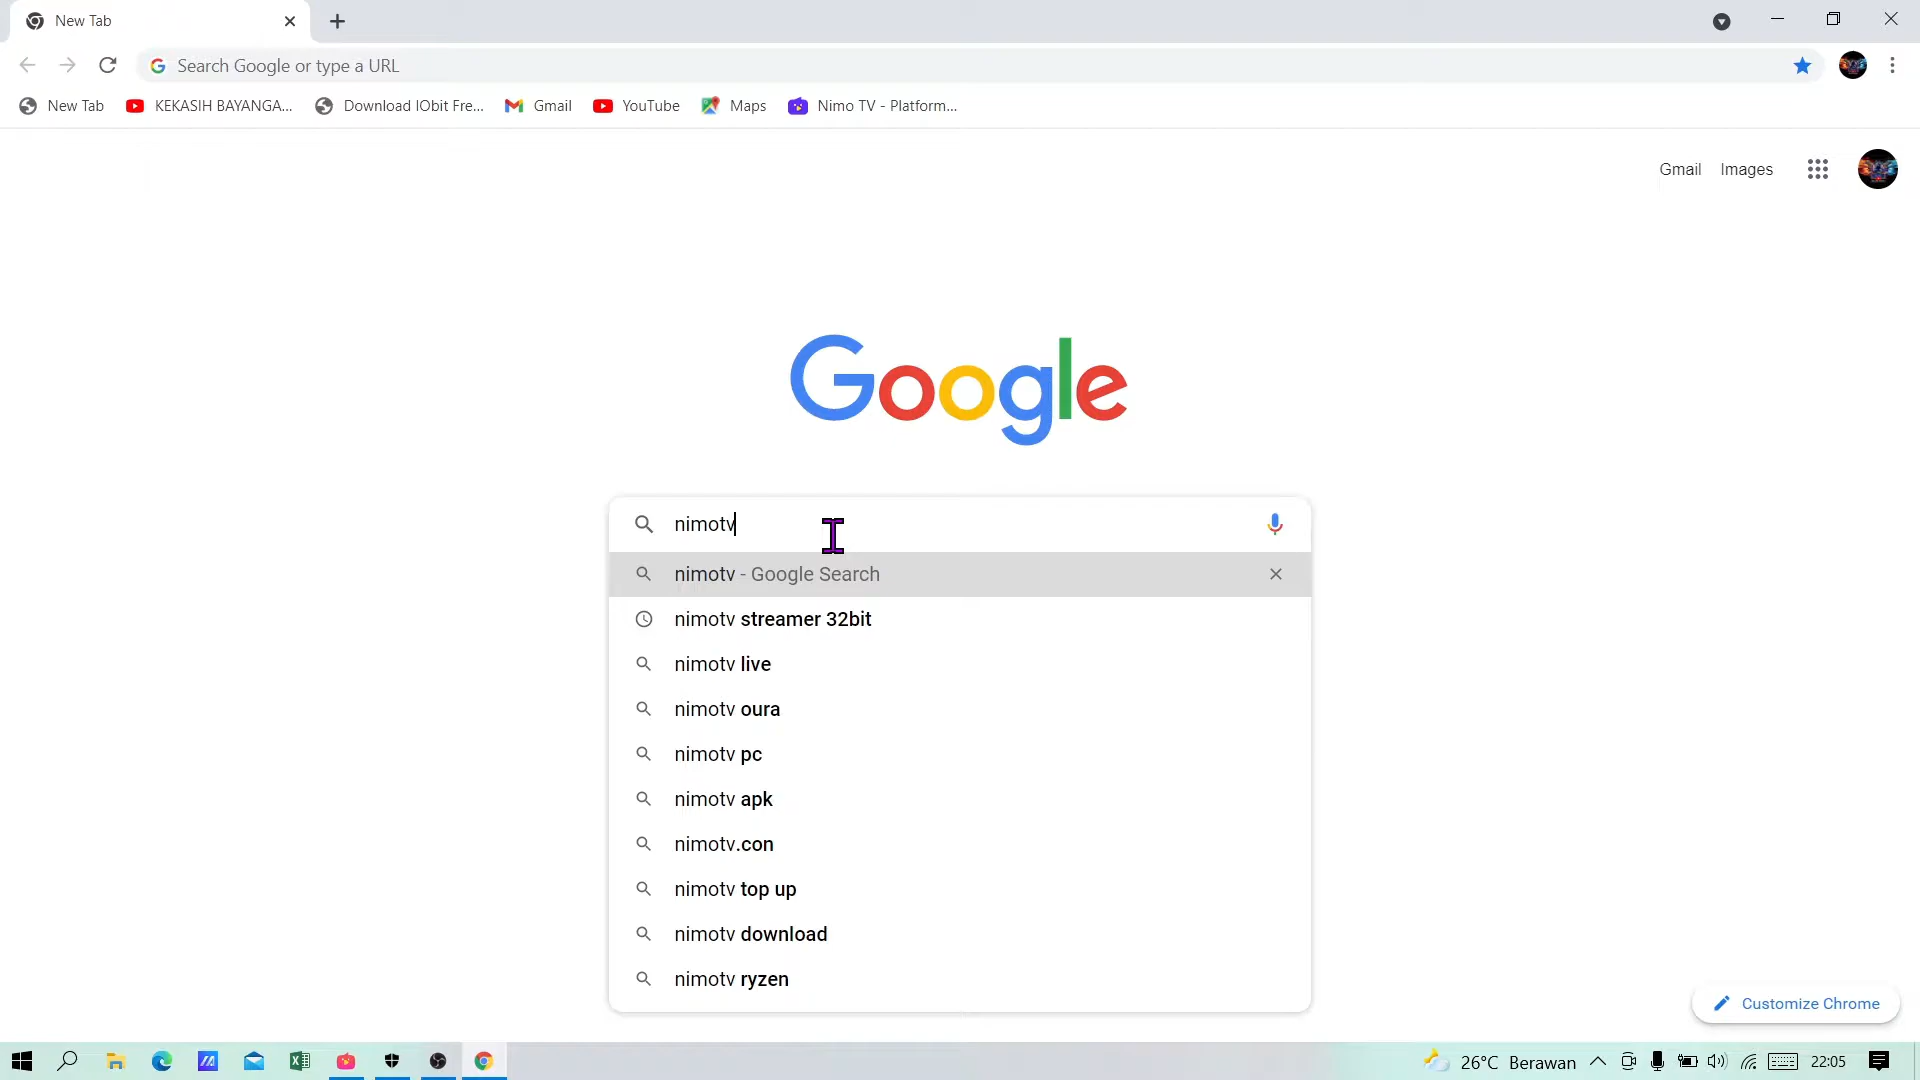 New Tab
Search Google or type a URL
New Tab KEKASIH BAYANGA... Download IObit Fre... Gmail YouTube Maps Nimo TV - Platform...
Gmail Images
Google
nimotv
nimotv - Google Search
nimotv streamer 32bit
nimotv live
nimotv oura
nimotv pc
nimotv apk
nimotv.con
nimotv top up
nimotv download
nimotv ryzen
Customize Chrome
26°C Berawan 22:05